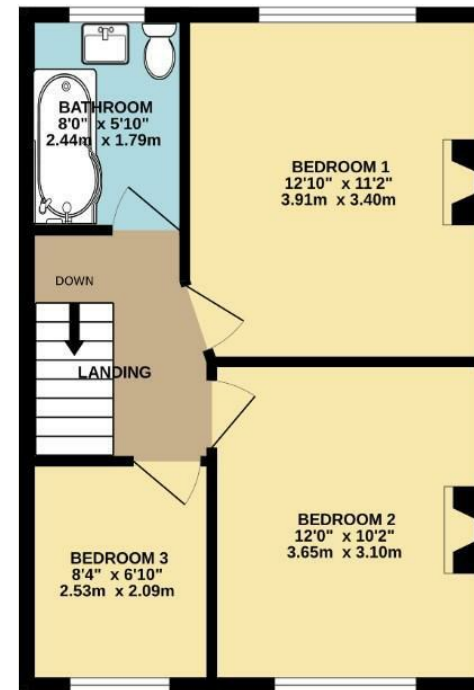 BATHROOM
8'0" x 5'10"
2.44m x 1.79m
BEDROOM 1
12'10" x 11'2"
3.91m x 3.40m
DOWN
LANDING
BEDROOM 2
12'0" x 10'2"
3.65m x 3.10m
BEDROOM 3
8'4" x 6'10"
2.53m x 2.09m